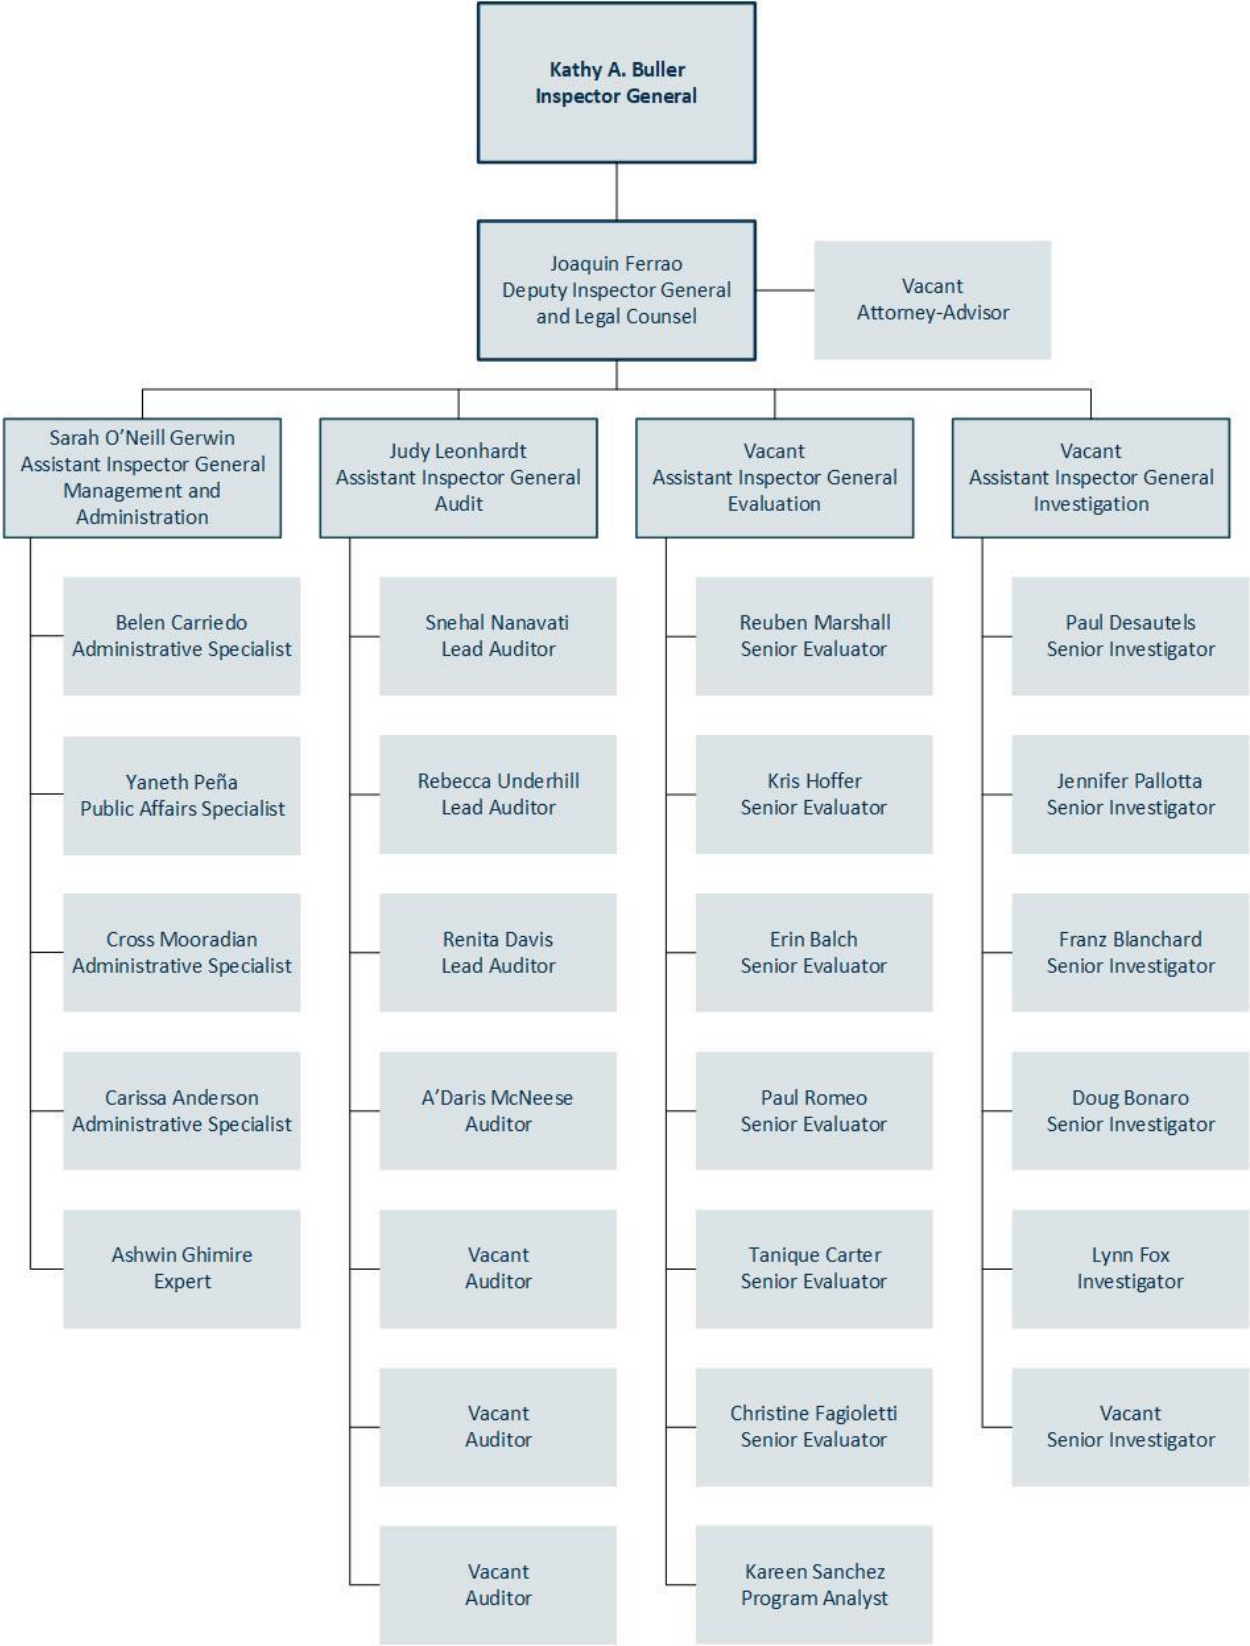 Kathy A. Buller
Inspector General
Joaquin Ferrao
Deputy Inspector General
and Legal Counsel
Vacant
Attorney-Advisor
Sarah O’Neill Gerwin
Assistant Inspector General
Management and
Administration
Judy Leonhardt
Assistant Inspector General
Audit
Vacant
Assistant Inspector General
Evaluation
Vacant
Assistant Inspector General
Investigation
Belen Carriedo
Administrative Specialist
Snehal Nanavati
Lead Auditor
Reuben Marshall
Senior Evaluator
Paul Desautels
Senior Investigator
Yaneth Peña
Public Affairs Specialist
Rebecca Underhill
Lead Auditor
Kris Hoffer
Senior Evaluator
Jennifer Pallotta
Senior Investigator
Cross Mooradian
Administrative Specialist
Renita Davis
Lead Auditor
Erin Balch
Senior Evaluator
Franz Blanchard
Senior Investigator
Carissa Anderson
Administrative Specialist
A’Daris McNeese
Auditor
Paul Romeo
Senior Evaluator
Doug Bonaro
Senior Investigator
Ashwin Ghimire
Expert
Vacant
Auditor
Tanique Carter
Senior Evaluator
Lynn Fox
Investigator
Vacant
Auditor
Christine Fagioletti
Senior Evaluator
Vacant
Senior Investigator
Vacant
Auditor
Kareen Sanchez
Program Analyst